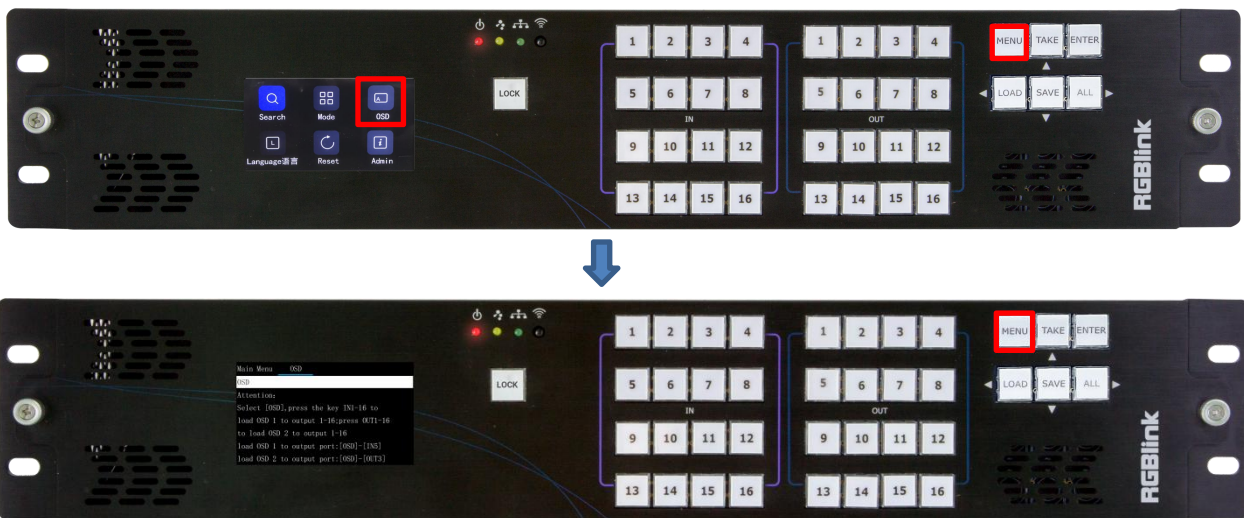 1 2 3 4
1 2 3 4
MENU TAKE ENTER
Search Mode OSD
LOCK
5 6 7 8
5 6 7 8
LOAD SAVE ALL
IN
OUT
Language语言 Reset Admin
9 10 11 12
9 10 11 12
13 14 15 16
13 14 15 16
RGBlink
1 2 3 4
1 2 3 4
MENU TAKE ENTER
Main Menu OSD
OSD
Attention:
Select [OSD],press the key IN1-16 to
load OSD 1 to output 1-16;press OUT1-16
to load OSD 2 to output 1-16
load OSD 1 to output port:[OSD]-[IN5]
load OSD 2 to output port:[OSD]-[OUT3]
LOCK
5 6 7 8
5 6 7 8
LOAD SAVE ALL
IN
OUT
9 10 11 12
9 10 11 12
13 14 15 16
13 14 15 16
RGBlink